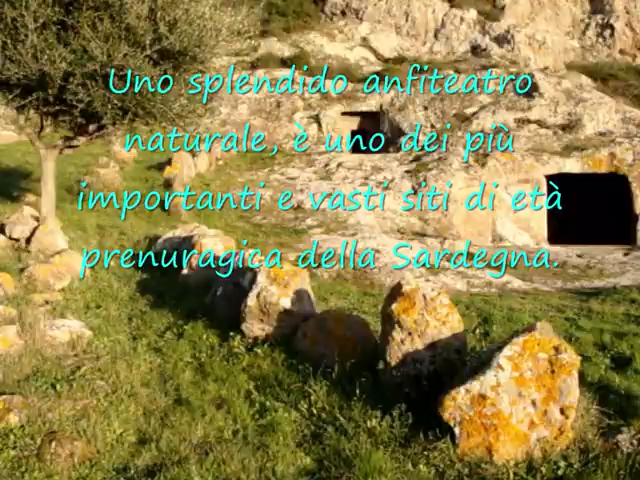 Uno splendido anfiteatro
naturale, è uno dei più
importanti e vasti siti di età
prenuragica della Sardegna.